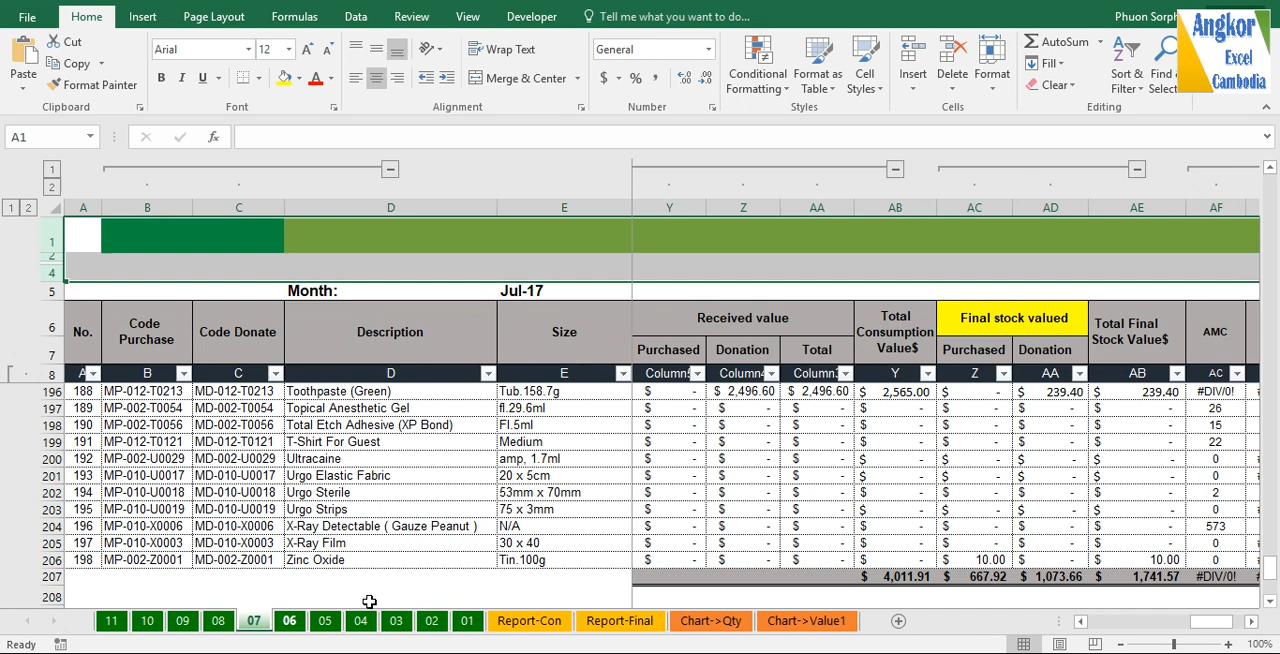 File Home Insert Page Layout Formulas Data Review View Developer Tell me what you want to do...
Angkor
Excel
Cambodia
Paste
Cut
Copy
Format Painter
Arial 12 A A
B I U A
Wrap Text
Merge & Center
General
$ % ,
Conditional Formatting
Format as Table
Cell Styles
Insert Delete Format
AutoSum
Fill
Clear
Sort & Filter
Clipboard Font Alignment Number Styles Cells Editing
A1 fx
1
2
1 2 A B C D E Y Z AA AB AC AD AE AF
1
2
4
5 Month: Jul-17
6 No. Code Purchase Code Donate Description Size Received value Total Consumption Value$ Final stock valued Total Final Stock Value$ AMC
7 Purchased Donation Total Purchased Donation
8 A B C D E Column Column Column Y Z AA AB AC
196 188 MP-012-T0213 MD-012-T0213 Toothpaste (Green) Tub.158.7g $ - $ 2,496.60 $ 2,496.60 $ 2,565.00 $ - $ 239.40 $ 239.40 #DIV/0!
197 189 MP-002-T0054 MD-002-T0054 Topical Anesthetic Gel fl.29.6ml $ - $ - $ - $ - $ - $ - $ - 26
198 190 MP-002-T0056 MD-002-T0056 Total Etch Adhesive (XP Bond) Fl.5ml $ - $ - $ - $ - $ - $ - $ - 15
199 191 MP-012-T0121 MD-012-T0121 T-Shirt For Guest Medium $ - $ - $ - $ - $ - $ - $ - 22
200 192 MP-002-U0029 MD-002-U0029 Ultracaine amp, 1.7ml $ - $ - $ - $ - $ - $ - $ - 0
201 193 MP-010-U0017 MD-010-U0017 Urgo Elastic Fabric 20 x 5cm $ - $ - $ - $ - $ - $ - $ - 0
202 194 MP-010-U0018 MD-010-U0018 Urgo Sterile 53mm x 70mm $ - $ - $ - $ - $ - $ - $ - 2
203 195 MP-010-U0019 MD-010-U0019 Urgo Strips 75 x 3mm $ - $ - $ - $ - $ - $ - $ - 0
204 196 MP-010-X0006 MD-010-X0006 X-Ray Detectable ( Gauze Peanut ) N/A $ - $ - $ - $ - $ - $ - $ - 573
205 197 MP-010-X0003 MD-010-X0003 X-Ray Film 30 x 40 $ - $ - $ - $ - $ - $ - $ - 0
206 198 MP-002-Z0001 MD-002-Z0001 Zinc Oxide Tin.100g $ - $ - $ - $ - $ 10.00 $ - $ 10.00 0
207 $ 4,011.91 $ 667.92 $ 1,073.66 $ 1,741.57 #DIV/0!
208
11 10 09 08 07 06 05 04 03 02 01 Report-Con Report-Final Chart->Qty Chart->Value1
Ready 100%